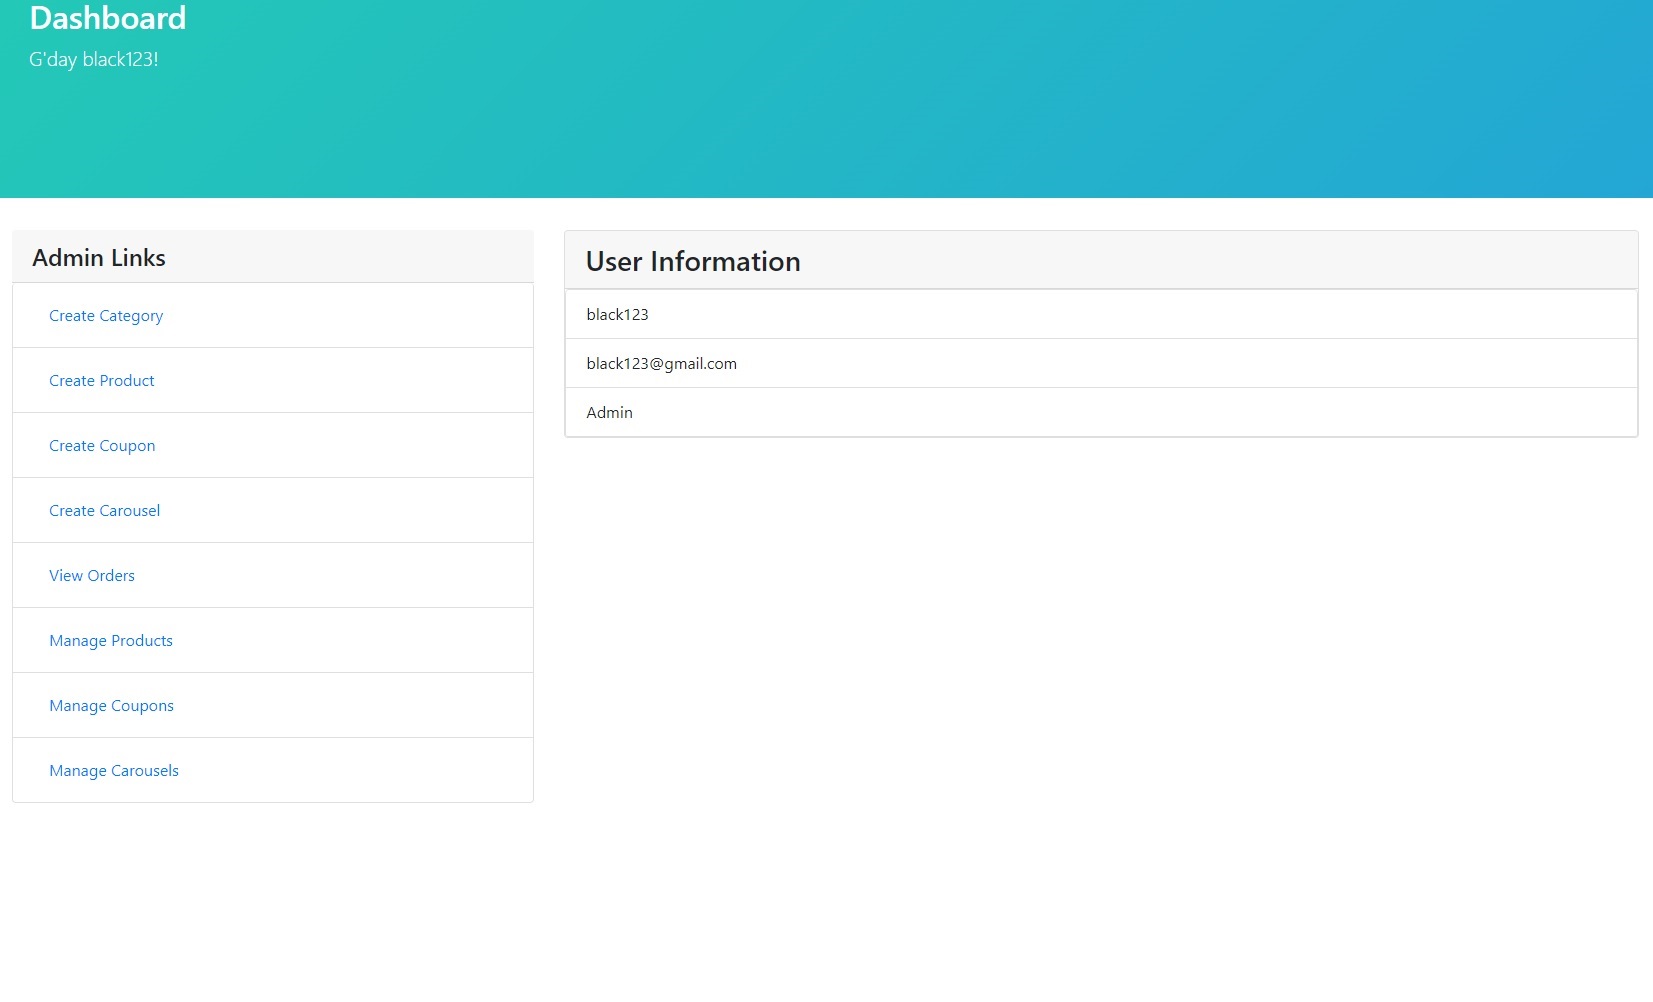 Dashboard
G'day black123!
Admin Links
Create Category
Create Product
Create Coupon
Create Carousel
View Orders
Manage Products
Manage Coupons
Manage Carousels
User Information
black123
black123@gmail.com
Admin